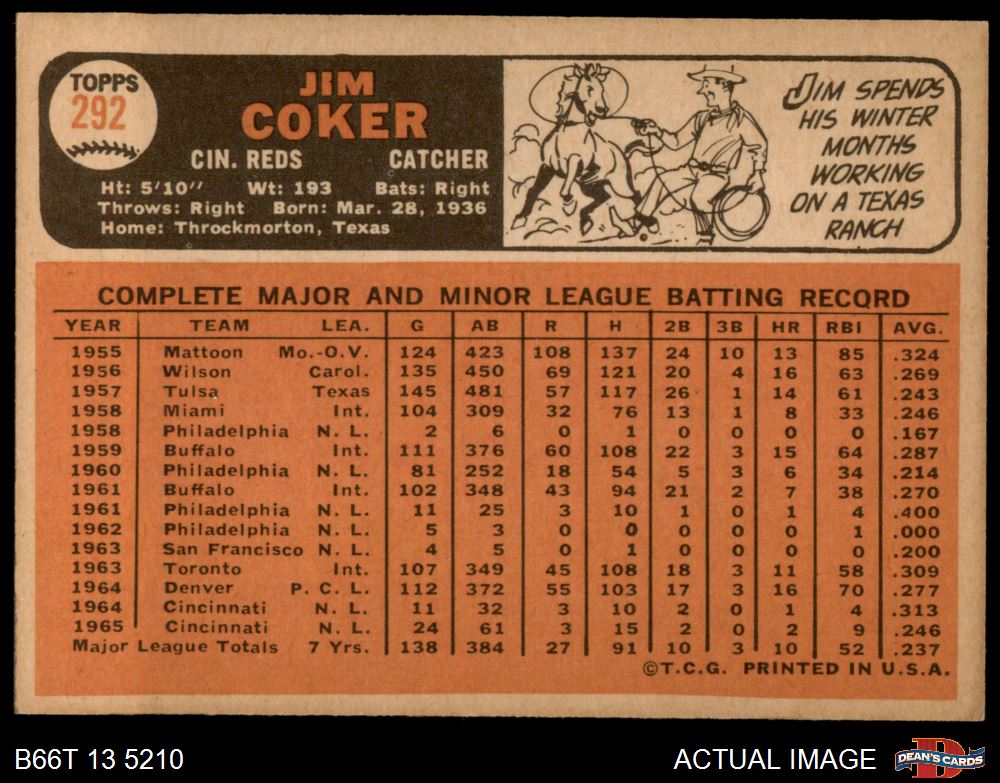 TOPPS
292
JIM
COKER
CIN. REDS CATCHER
Ht: 5'10" Wt: 193 Bats: Right
Throws: Right Born: Mar. 28, 1936
Home: Throckmorton, Texas
JIM SPENDS
HIS WINTER
MONTHS
WORKING
ON A TEXAS
RANCH
COMPLETE MAJOR AND MINOR LEAGUE BATTING RECORD
YEAR TEAM LEA. G AB R H 2B 3B HR RBI AVG.
1955 Mattoon Mo.-O.V. 124 423 108 137 24 10 13 85 .324
1956 Wilson Carol. 135 450 69 121 20 4 16 63 .269
1957 Tulsa Texas 145 481 57 117 26 1 14 61 .243
1958 Miami Int. 104 309 32 76 13 1 8 33 .246
1958 Philadelphia N. L. 2 6 0 1 0 0 0 0 .167
1959 Buffalo Int. 111 376 60 108 22 3 15 64 .287
1960 Philadelphia N. L. 81 252 18 54 5 3 6 34 .214
1961 Buffalo Int. 102 348 43 94 21 2 7 38 .270
1961 Philadelphia N. L. 11 25 3 10 1 0 1 4 .400
1962 Philadelphia N. L. 5 3 0 0 0 0 0 1 .000
1963 San Francisco N. L. 4 5 0 1 0 0 0 0 .200
1963 Toronto Int. 107 349 45 108 18 3 11 58 .309
1964 Denver P. C. L. 112 372 55 103 17 3 16 70 .277
1964 Cincinnati N. L. 11 32 3 10 2 0 1 4 .313
1965 Cincinnati N. L. 24 61 3 15 2 0 2 9 .246
Major League Totals 7 Yrs. 138 384 27 91 10 3 10 52 .237
©T.C.G. PRINTED IN U.S.A.
B66T 13 5210 ACTUAL IMAGE DEAN'S CARDS